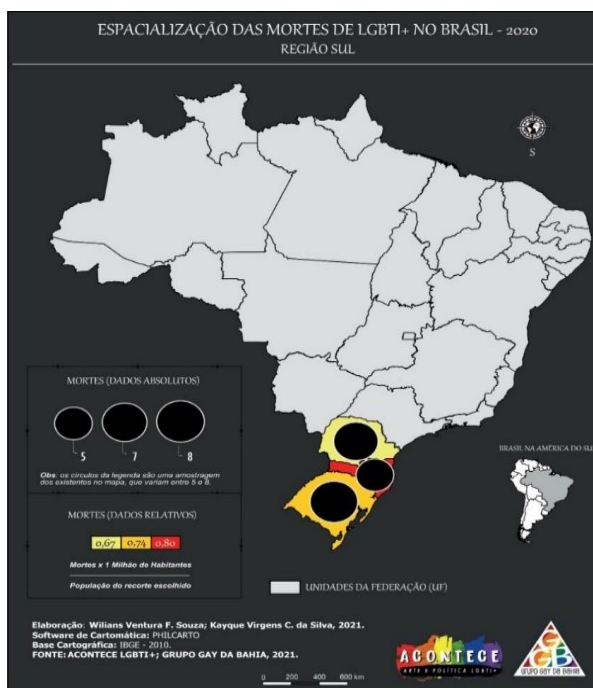 ESPACIALIZAÇÃO DAS MORTES DE LGBTI+ NO BRASIL - 2020
REGIÃO SUL
S
MORTES (DADOS ABSOLUTOS)
5
7
8
Obs: os círculos da legenda são uma amostragem
dos existentes no mapa, que variam entre 5 e 8.
MORTES (DADOS RELATIVOS)
0,67 0,74 0,80
Mortes x 1 Milhão de Habitantes
População do recorte escolhido
BRASIL NA AMÉRICA DO SU
UNIDADES DA FEDERAÇÃO (UF)
Elaboração: Wilians Ventura F. Souza; Kayque Virgens C. da Silva, 2021.
Software de Cartomática: PHILCARTO
Base Cartográfica: IBGE - 2010.
FONTE: ACONTECE LGBTI+; GRUPO GAY DA BAHIA, 2021.
0 200 400 600 km
ACONTECE
ARTE E POLÍTICA LGBTI+
GGB
GRUPO GAY DA BAHIA